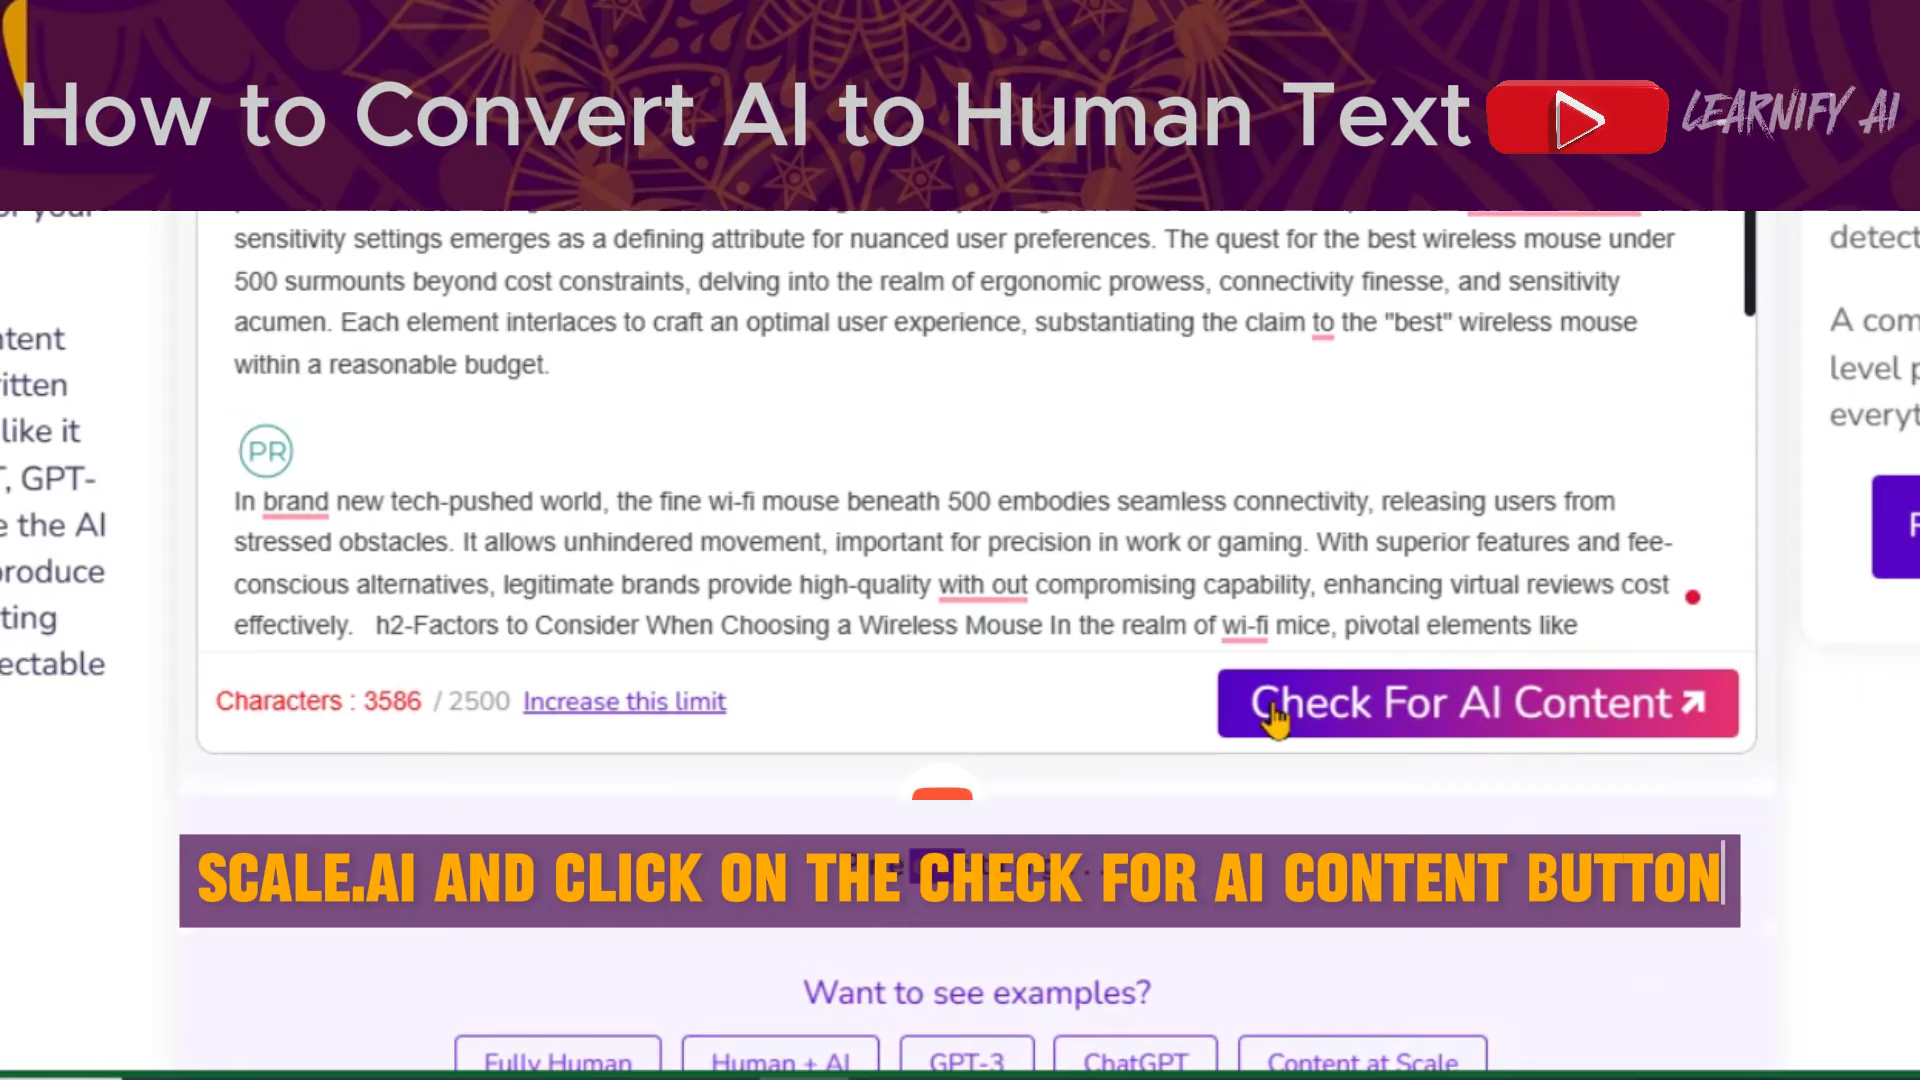 How to Convert AI to Human Text
LEARNIFY AI
sensitivity settings emerges as a defining attribute for nuanced user preferences. The quest for the best wireless mouse under
500 surmounts beyond cost constraints, delving into the realm of ergonomic prowess, connectivity finesse, and sensitivity
acumen. Each element interlaces to craft an optimal user experience, substantiating the claim to the "best" wireless mouse
within a reasonable budget.
PR
In brand new tech-pushed world, the fine wi-fi mouse beneath 500 embodies seamless connectivity, releasing users from
stressed obstacles. It allows unhindered movement, important for precision in work or gaming. With superior features and fee-
conscious alternatives, legitimate brands provide high-quality with out compromising capability, enhancing virtual reviews cost
effectively. h2-Factors to Consider When Choosing a Wireless Mouse In the realm of wi-fi mice, pivotal elements like
Characters : 3586 / 2500 Increase this limit
Check For AI Content
SCALE.AI AND CLICK ON THE CHECK FOR AI CONTENT BUTTON
Want to see examples?
Fully Human
Human + AI
GPT-3
ChatGPT
Content at Scale
like it
, GPT-
the AI
A com
level p